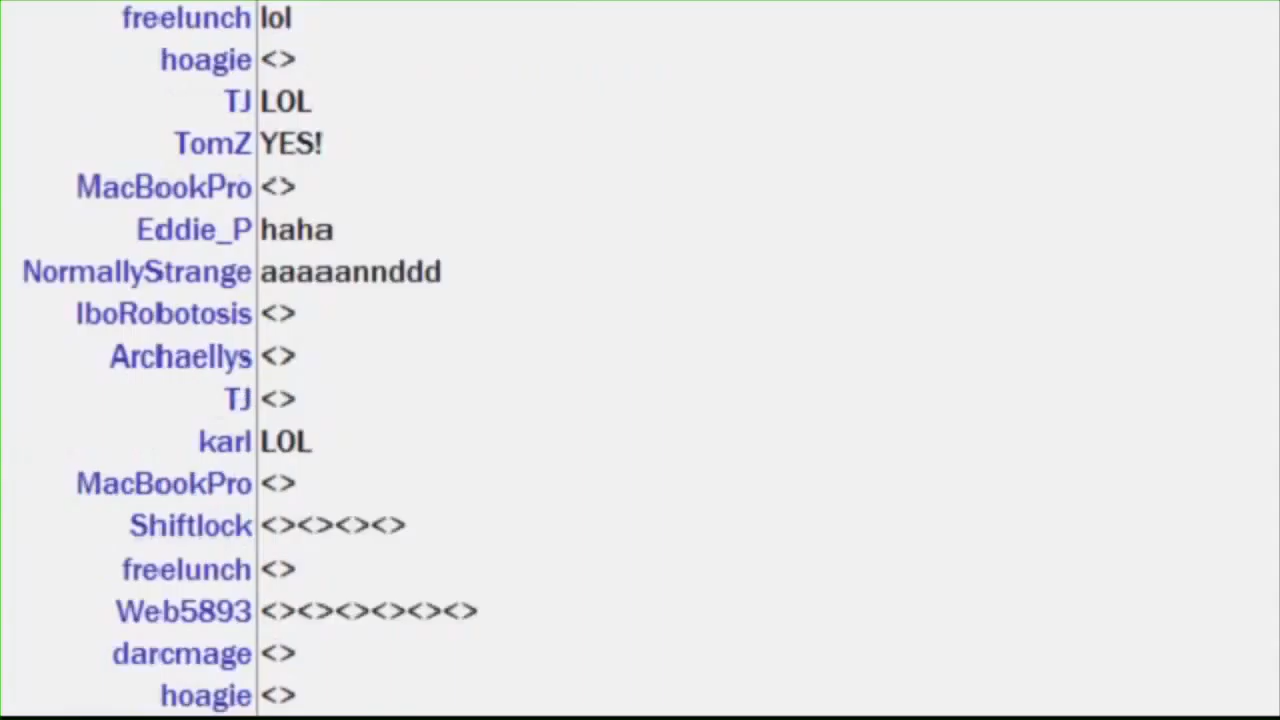 freelunch lol
hoagie <>
TJ LOL
TomZ YES!
MacBookPro <>
Eddie_P haha
NormallyStrange aaaaannddd
IboRobotosis <>
Archaellys <>
TJ <>
karl LOL
MacBookPro <>
Shiftlock <><><><>
freelunch <>
Web5893 <><><><><><>
darcmage <>
hoagie <>